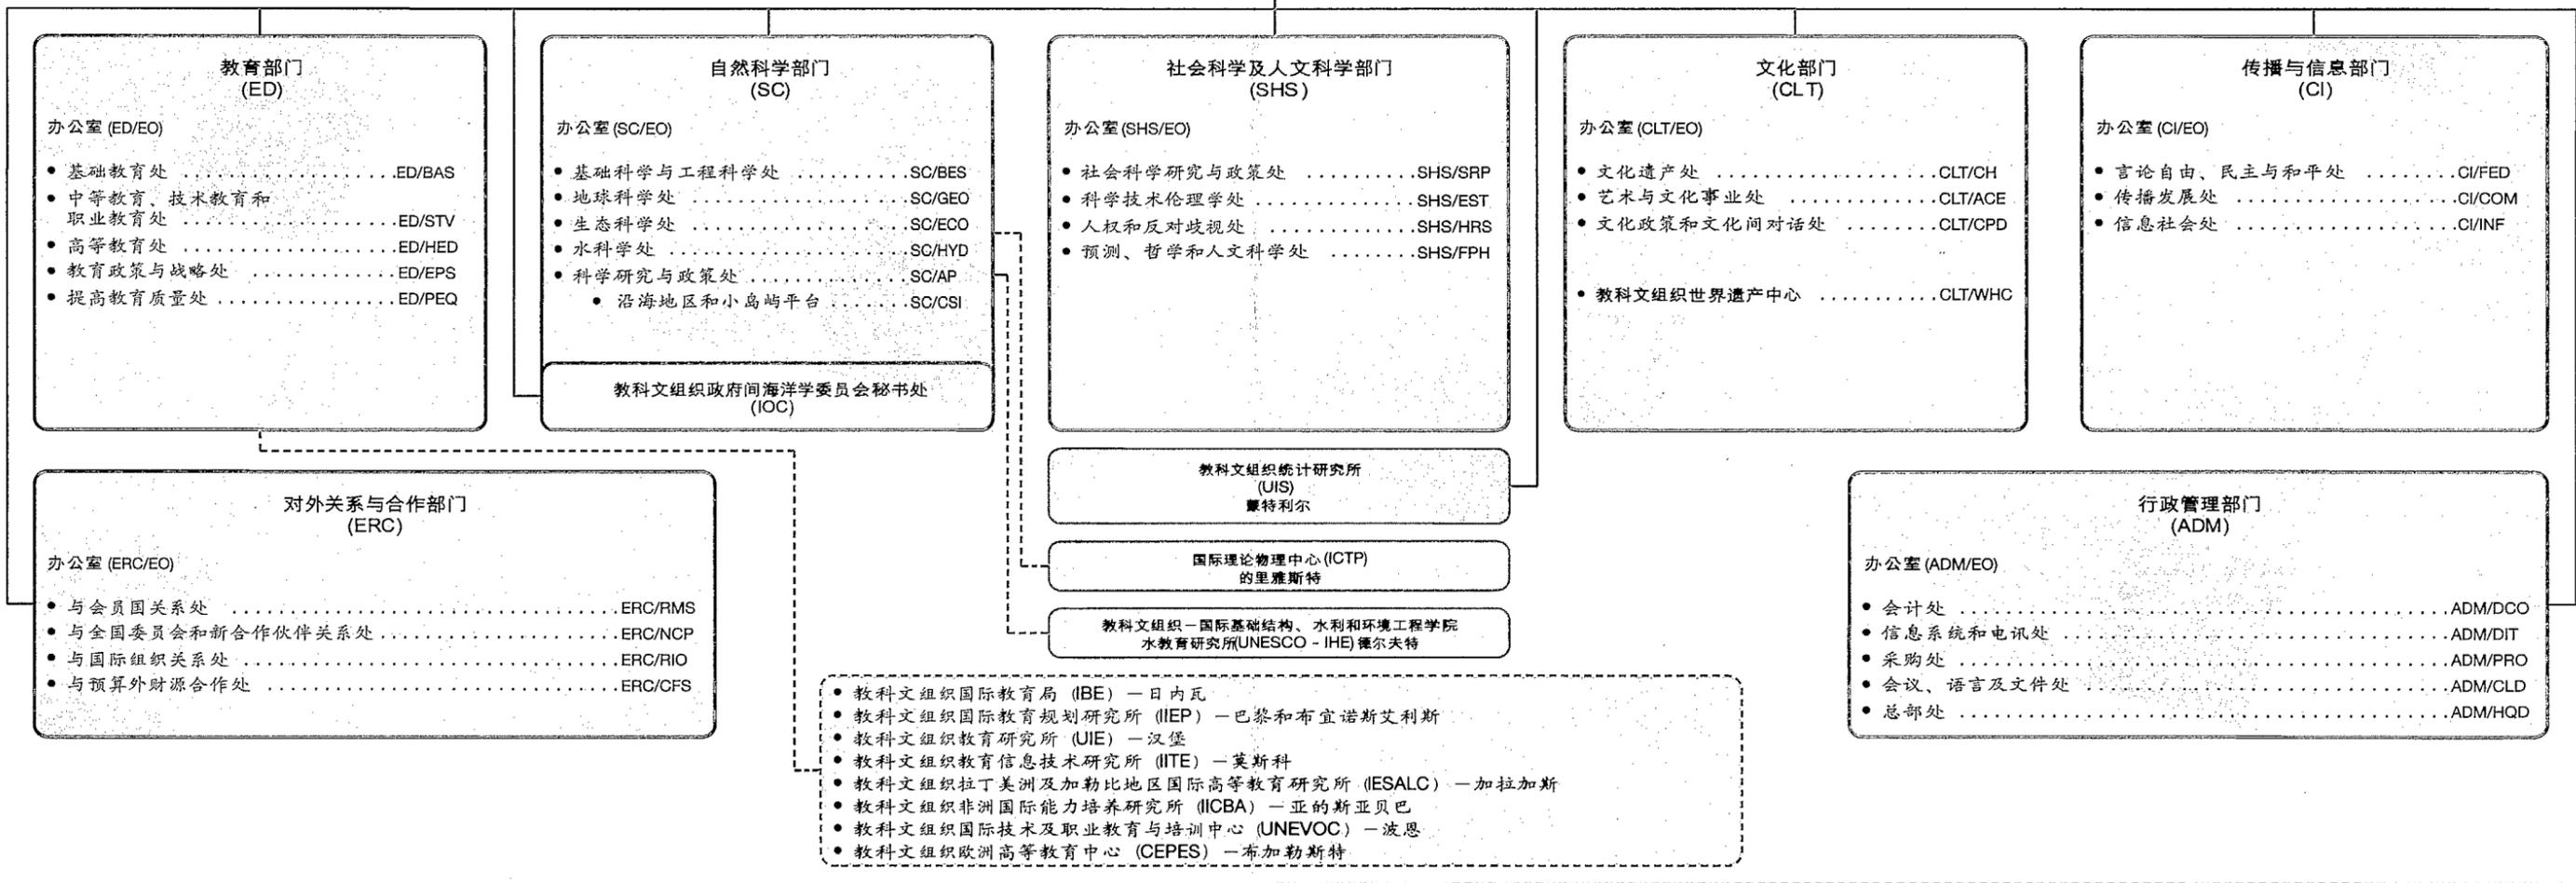 教育部门
(ED)
办公室 (ED/EO)
• 基础教育处 ................ED/BAS
• 中等教育、技术教育和
职业教育处 ................ED/STV
• 高等教育处 ................ED/HED
• 教育政策与战略处 ...........ED/EPS
• 提高教育质量处 ..............ED/PEQ
自然科学部门
(SC)
办公室 (SC/EO)
• 基础科学与工程科学处 .........SC/BES
• 地球科学处 .................SC/GEO
• 生态科学处 .................SC/ECO
• 水科学处 ...................SC/HYD
• 科学研究与政策处 ...........SC/AP
• 沿海地区和小岛屿平台 .......SC/CSI
教科文组织政府间海洋学委员会秘书处
(IOC)
社会科学及人文科学部门
(SHS)
办公室 (SHS/EO)
• 社会科学研究与政策处 .........SHS/SRP
• 科学技术伦理学处 ............SHS/EST
• 人权和反对歧视处 ............SHS/HRS
• 预测、哲学和人文科学处 .......SHS/FPH
文化部门
(CLT)
办公室 (CLT/EO)
• 文化遗产处 .................CLT/CH
• 艺术与文化事业处 ............CLT/ACE
• 文化政策和文化间对话处 .......CLT/CPD
• 教科文组织世界遗产中心 .........CLT/WHC
传播与信息部门
(CI)
办公室 (CI/EO)
• 言论自由、民主与和平处 .......CI/FED
• 传播发展处 .................CI/COM
• 信息社会处 .................CI/INF
对外关系与合作部门
(ERC)
办公室 (ERC/EO)
• 与会员国关系处 ..............................ERC/RMS
• 与全国委员会和新合作伙伴关系处 ..................ERC/NCP
• 与国际组织关系处 .............................ERC/RIO
• 与预算外财源合作处 ...........................ERC/CFS
教科文组织统计研究所
(UIS)
蒙特利尔
国际理论物理中心 (ICTP)
的里雅斯特
教科文组织－国际基础结构、水利和环境工程学院
水教育研究所(UNESCO - IHE) 德尔夫特
行政管理部门
(ADM)
办公室 (ADM/EO)
• 会计处 .....................................ADM/DCO
• 信息系统和电讯处 .............................ADM/DIT
• 采购处 .....................................ADM/PRO
• 会议、语言及文件处 ...........................ADM/CLD
• 总部处 .....................................ADM/HQD
• 教科文组织国际教育局 (IBE) －日内瓦
• 教科文组织国际教育规划研究所 (IIEP) －巴黎和布宜诺斯艾利斯
• 教科文组织教育研究所 (UIE) －汉堡
• 教科文组织教育信息技术研究所 (IITE) －莫斯科
• 教科文组织拉丁美洲及加勒比地区国际高等教育研究所 (IESALC) －加拉加斯
• 教科文组织非洲国际能力培养研究所 (IICBA) －亚的斯亚贝巴
• 教科文组织国际技术及职业教育与培训中心 (UNEVOC) －波恩
• 教科文组织欧洲高等教育中心 (CEPES) －布加勒斯特